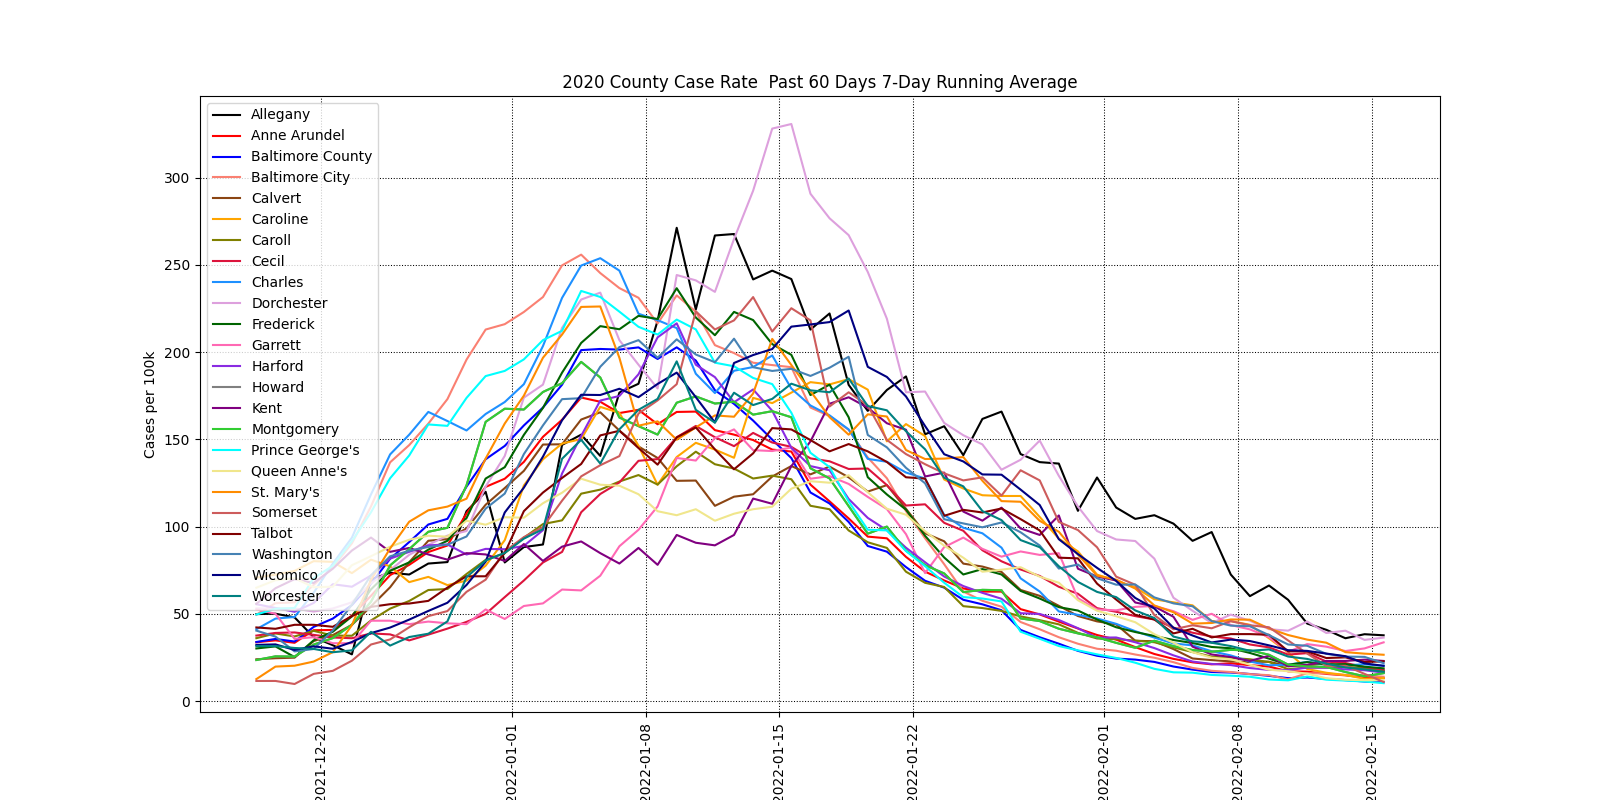 2020 County Case Rate  Past 60 Days 7-Day Running Average
Cases per 100k
300
250
200
150
100
50
0
Allegany
Anne Arundel
Baltimore County
Baltimore City
Calvert
Caroline
Caroll
Cecil
Charles
Dorchester
Frederick
Garrett
Harford
Howard
Kent
Montgomery
Prince George's
Queen Anne's
St. Mary's
Somerset
Talbot
Washington
Wicomico
Worcester
2021-12-22
2022-01-01
2022-01-08
2022-01-15
2022-01-22
2022-02-01
2022-02-08
2022-02-15